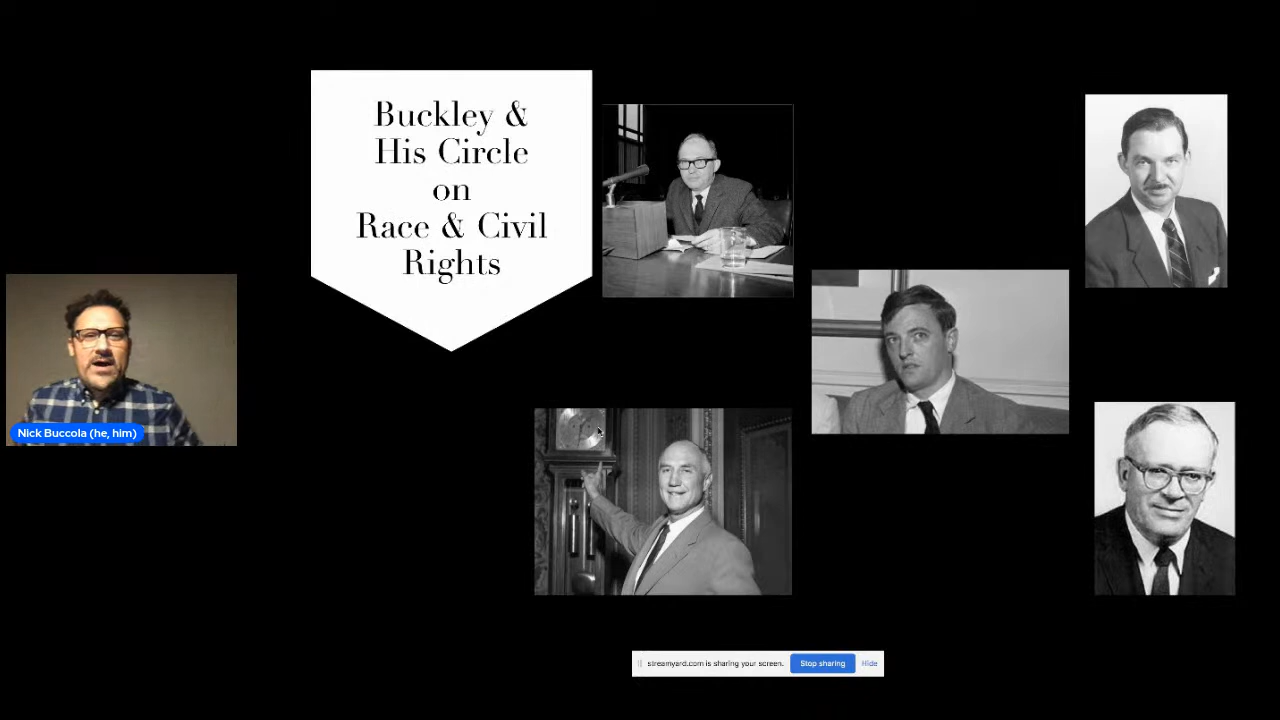 Buckley &
His Circle
on
Race & Civil
Rights
Nick Buccola (he, him)
streamyard.com is sharing your screen.
Stop sharing
Hide